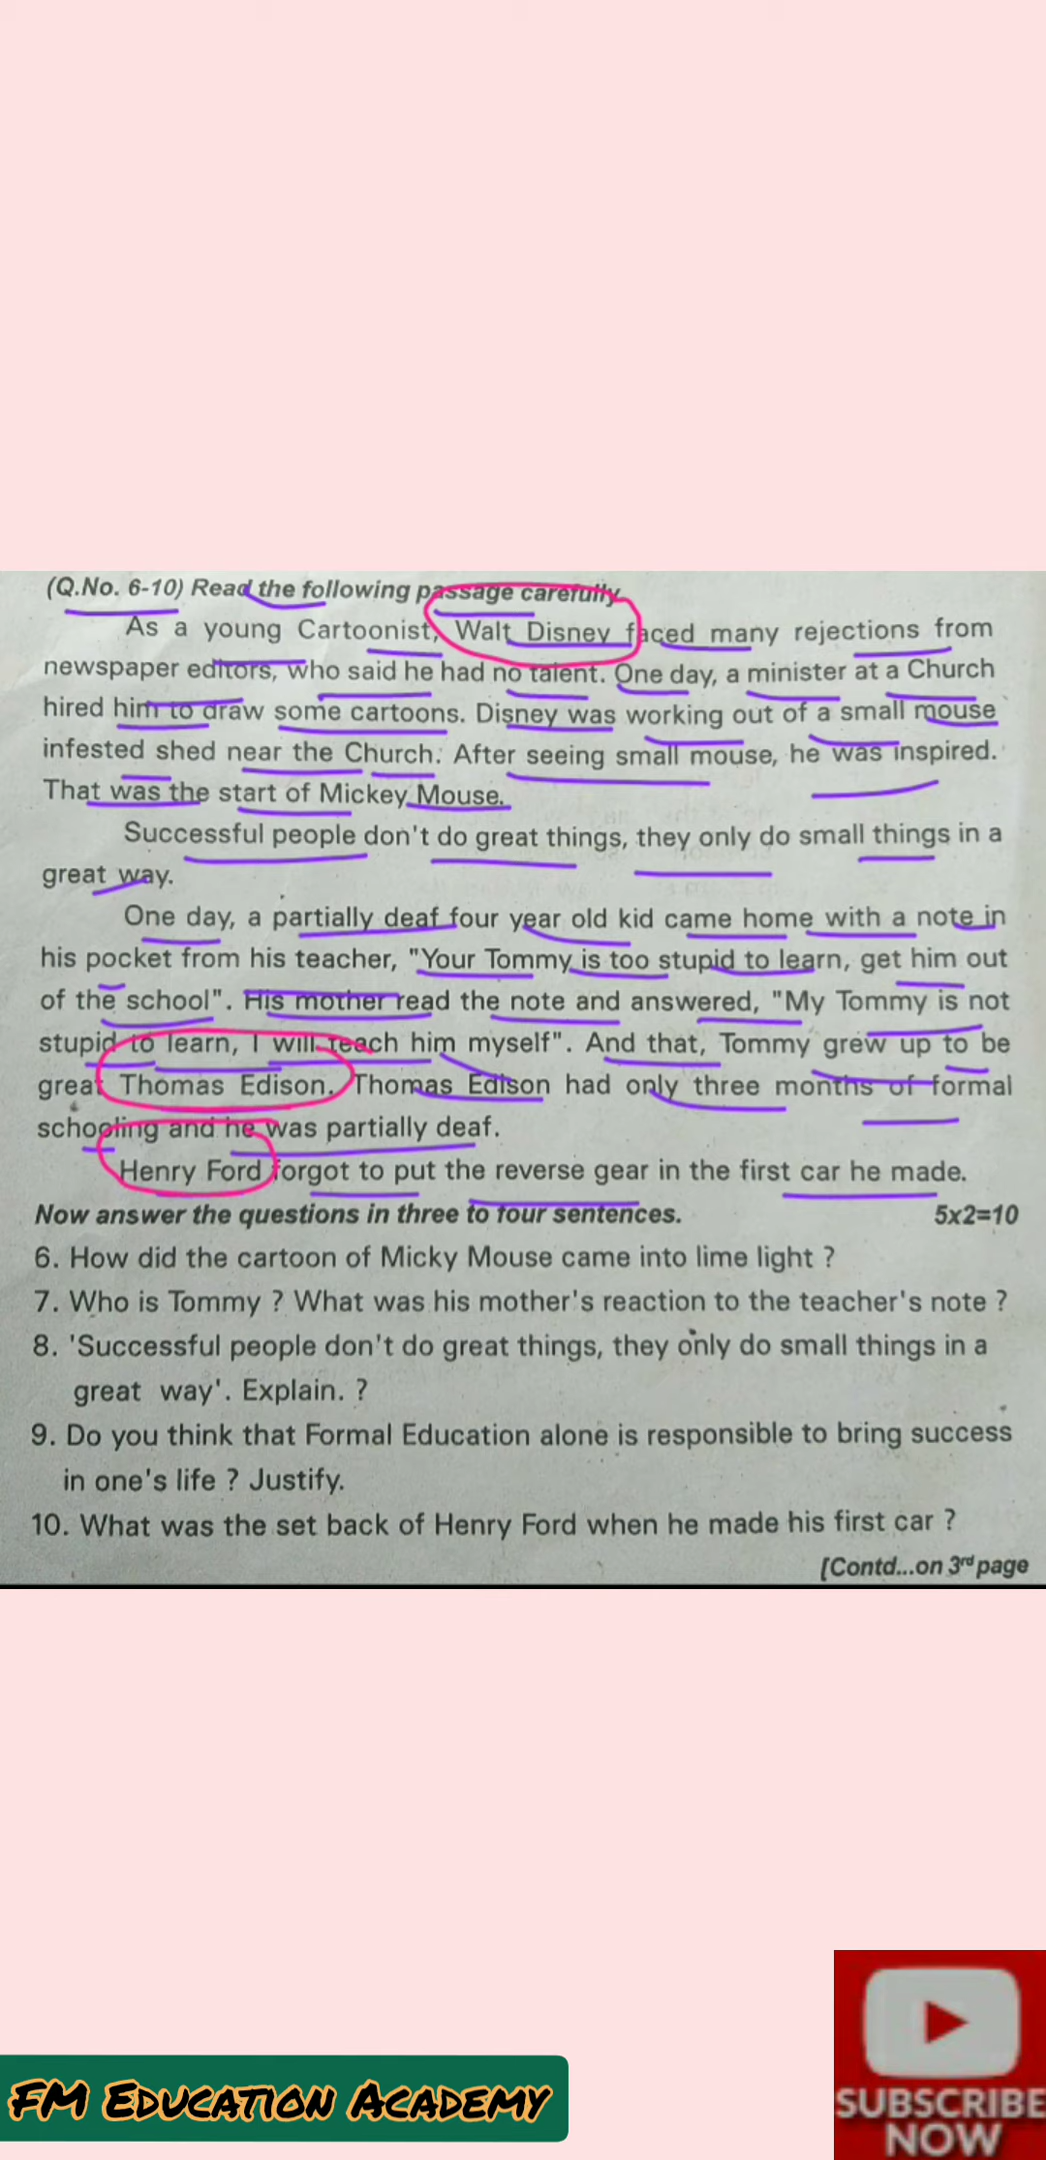 (Q.No. 6-10) Read the following passage carefully.
As a young Cartoonist, Walt Disney faced many rejections from
newspaper editors, who said he had no talent. One day, a minister at a Church
hired him to draw some cartoons. Disney was working out of a small mouse
infested shed near the Church. After seeing small mouse, he was inspired.
That was the start of Mickey Mouse.
Successful people don't do great things, they only do small things in a
great way.
One day, a partially deaf four year old kid came home with a note in
his pocket from his teacher, "Your Tommy is too stupid to learn, get him out
of the school". His mother read the note and answered, "My Tommy is not
stupid to learn, I will teach him myself". And that, Tommy grew up to be
great Thomas Edison. Thomas Edison had only three months of formal
schooling and he was partially deaf.
Henry Ford forgot to put the reverse gear in the first car he made.
Now answer the questions in three to four sentences. 5x2=10
6. How did the cartoon of Micky Mouse came into lime light ?
7. Who is Tommy ? What was his mother's reaction to the teacher's note ?
8. 'Successful people don't do great things, they only do small things in a
great way'. Explain. ?
9. Do you think that Formal Education alone is responsible to bring success
in one's life ? Justify.
10. What was the set back of Henry Ford when he made his first car ?
[Contd...on 3rd page
FM EDUCATION ACADEMY
SUBSCRIBE
NOW